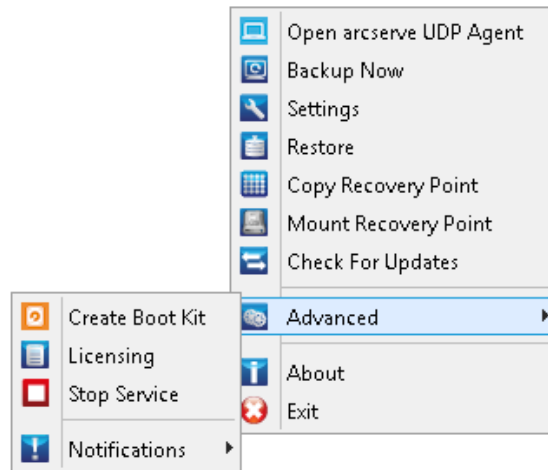 Open arcserve UDP Agent
Backup Now
Settings
Restore
Copy Recovery Point
Mount Recovery Point
Check For Updates
Advanced
About
Exit
Create Boot Kit
Licensing
Stop Service
Notifications